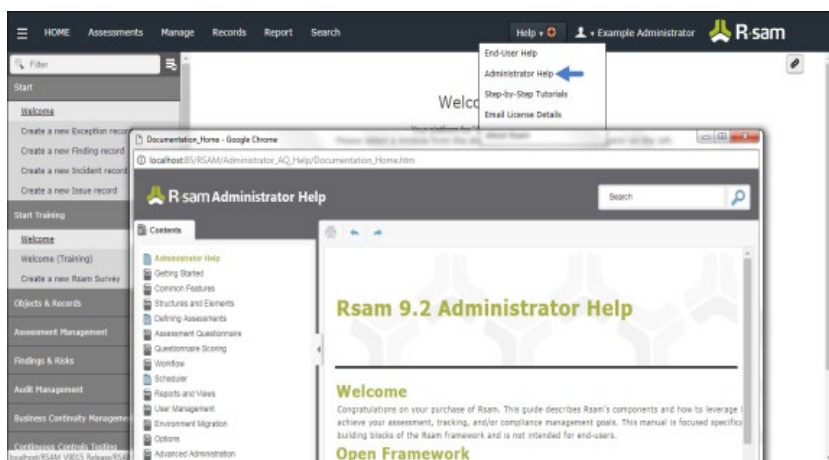 HOME Assessments Manage Records Report Search Help Example Administrator Rsam
Filter
Start
Welcome
Create a new Exception record
Create a new Finding record
Create a new Incident record
Create a new Issue record
Start Training
Welcome
Welcome (Training)
Create a new Rsam Survey
Objects & Records
Assessment Management
Findings & Risks
Audit Management
Business Continuity Manageme
Continuous Controls Testing
localhost/RSAM_V9015_Release/RSA
Welc
End-User Help
Administrator Help
Step-by-Step Tutorials
Email License Details
Documentation_Home - Google Chrome
localhost:85/RSAM/Administrator_AQ_Help/Documentation_Home.htm
Rsam Administrator Help
Search
Contents
Administrator Help
Getting Started
Common Features
Structures and Elements
Defining Assessments
Assessment Questionnaire
Questionnaire Scoring
Workflow
Scheduler
Reports and Views
User Management
Environment Migration
Options
Advanced Administration
Rsam 9.2 Administrator Help
Welcome
Congratulations on your purchase of Rsam. This guide describes Rsam's components and how to leverage
achieve your assessment, tracking, and/or compliance management goals. This manual is focused specifica
building blocks of the Rsam framework and is not intended for end-users.
Open Framework